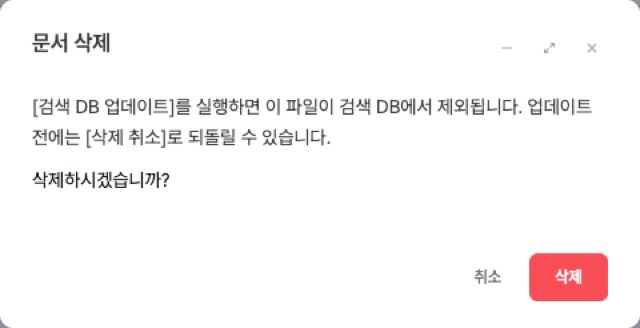 문서 삭제
[검색 DB 업데이트]를 실행하면 이 파일이 검색 DB에서 제외됩니다. 업데이트
전에는 [삭제 취소]로 되돌릴 수 있습니다.
삭제하시겠습니까?
취소
삭제